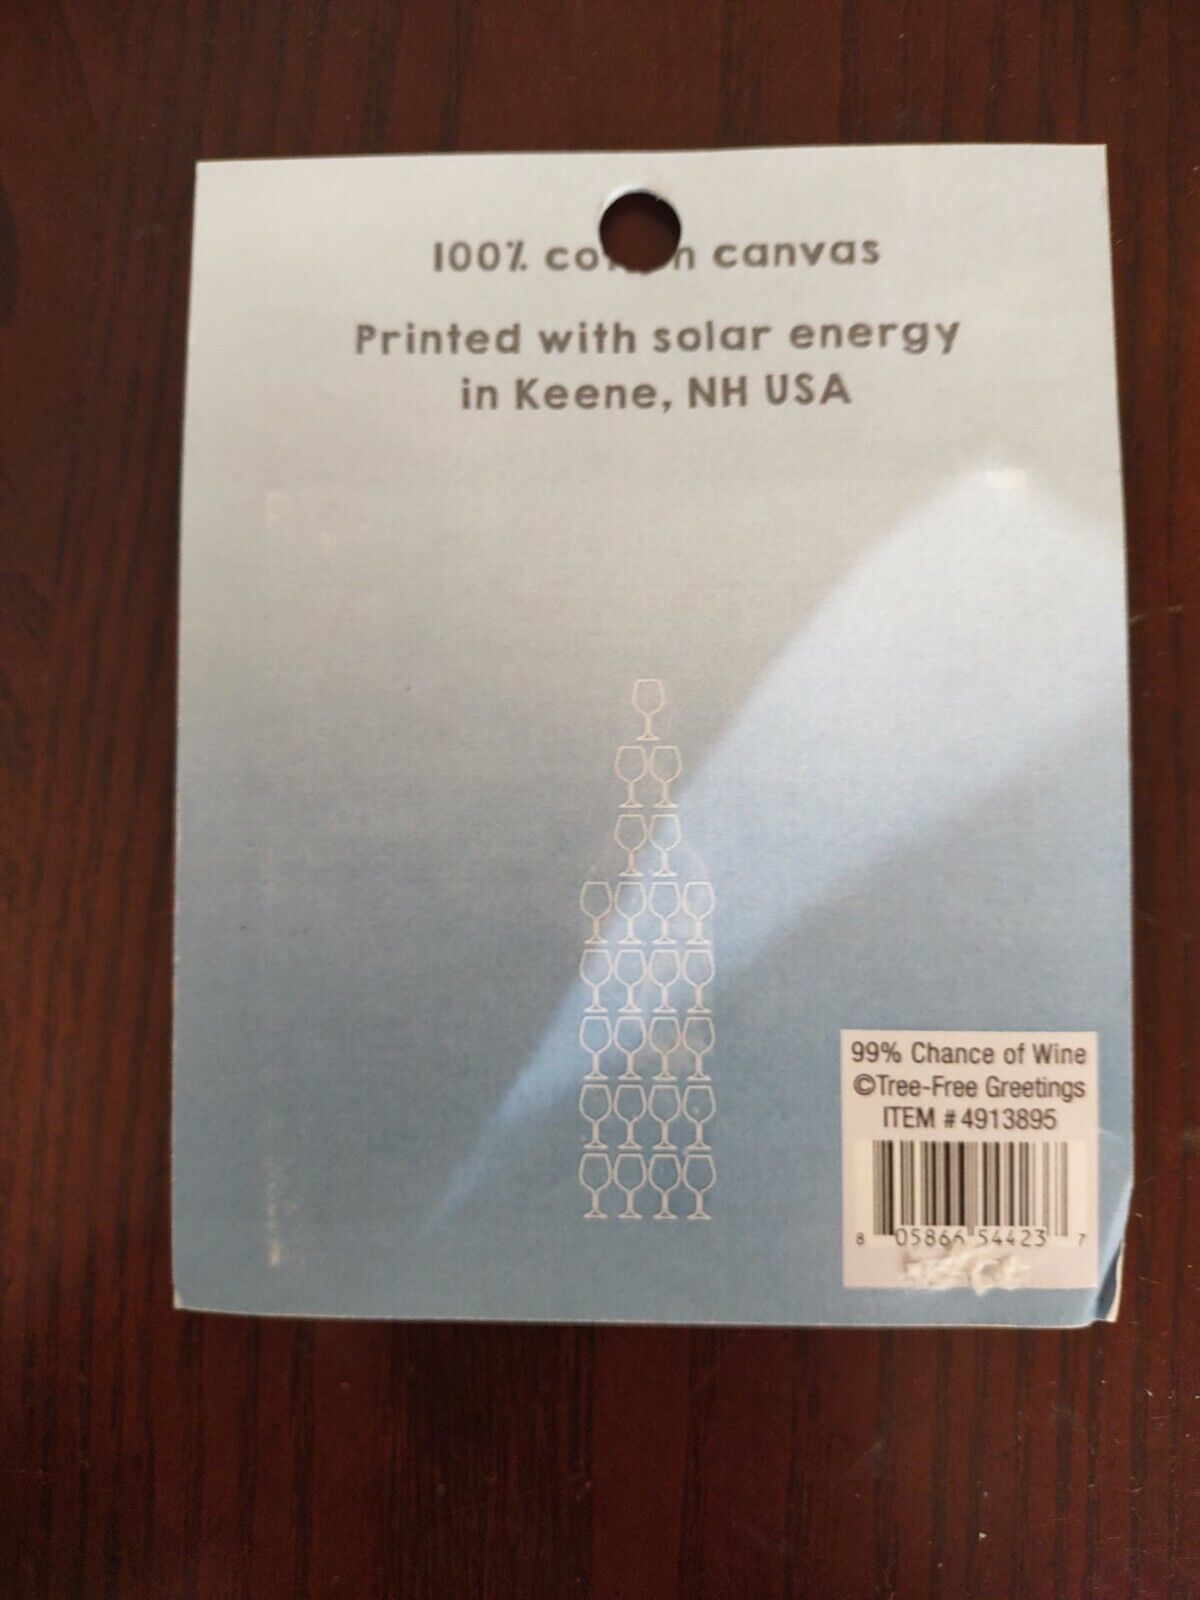 100% cotton canvas
Printed with solar energy
in Keene, NH USA
99% Chance of Wine
©Tree-Free Greetings
ITEM #4913895
8 05866 54423 7